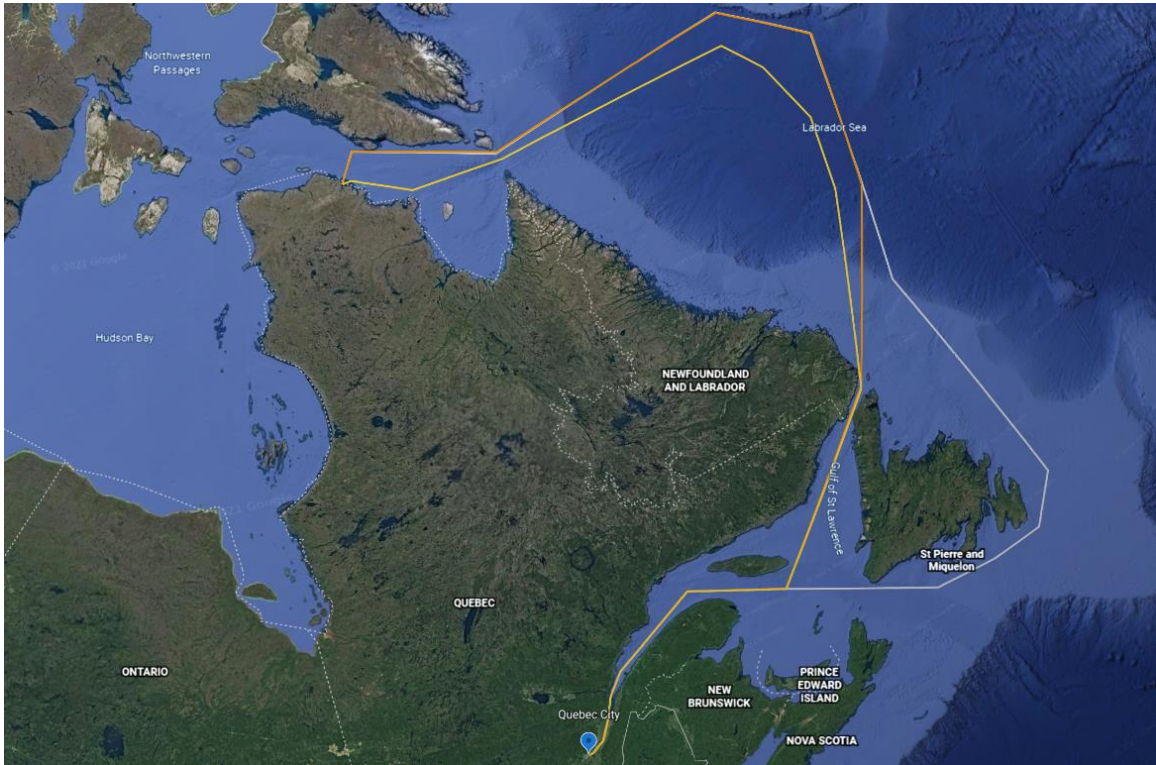 Northwestern
Passages
Labrador Sea
Hudson Bay
NEWFOUNDLAND
AND LABRADOR
Gulf of St Lawrence
St Pierre and
Miquelon
QUEBEC
ONTARIO
PRINCE
EDWARD
ISLAND
NEW
BRUNSWICK
Quebec City
NOVA SCOTIA